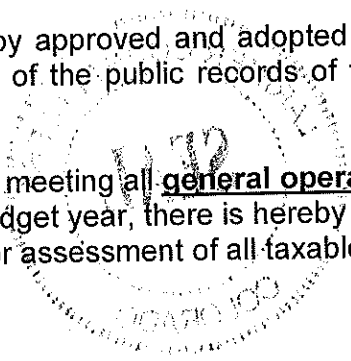 by approved and adopted
of the public records of
meeting all general opera
dget year, there is hereby
r assessment of all taxable